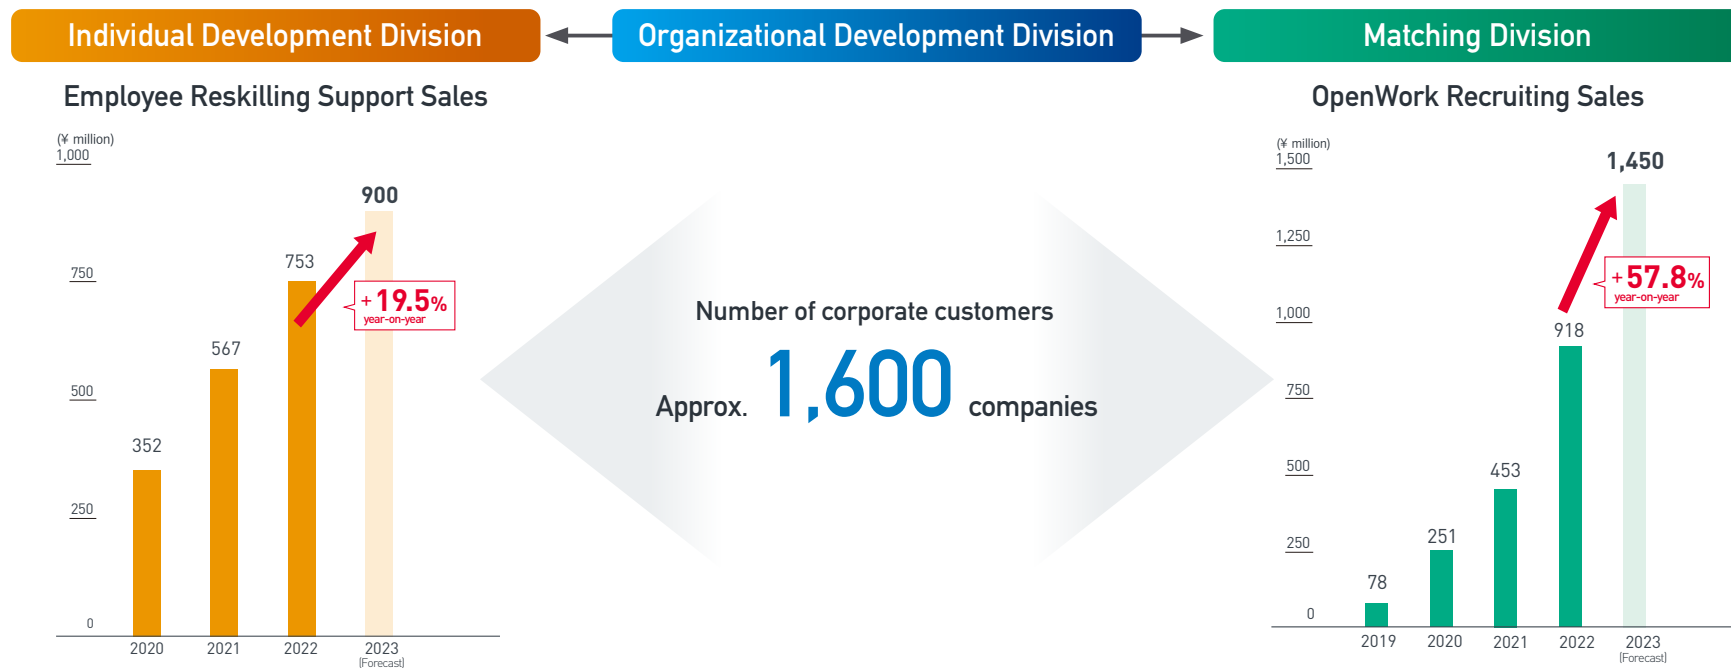 Individual Development Division
Organizational Development Division
Matching Division
Employee Reskilling Support Sales
(¥ million)
1,000
750
500
250
0
352
567
753
900
+19.5%
year-on-year
2020
2021
2022
2023
(Forecast)
Number of corporate customers
Approx. 1,600 companies
OpenWork Recruiting Sales
(¥ million)
1,500
1,250
1,000
750
500
250
0
78
251
453
918
1,450
+57.8%
year-on-year
2019
2020
2021
2022
2023
(Forecast)